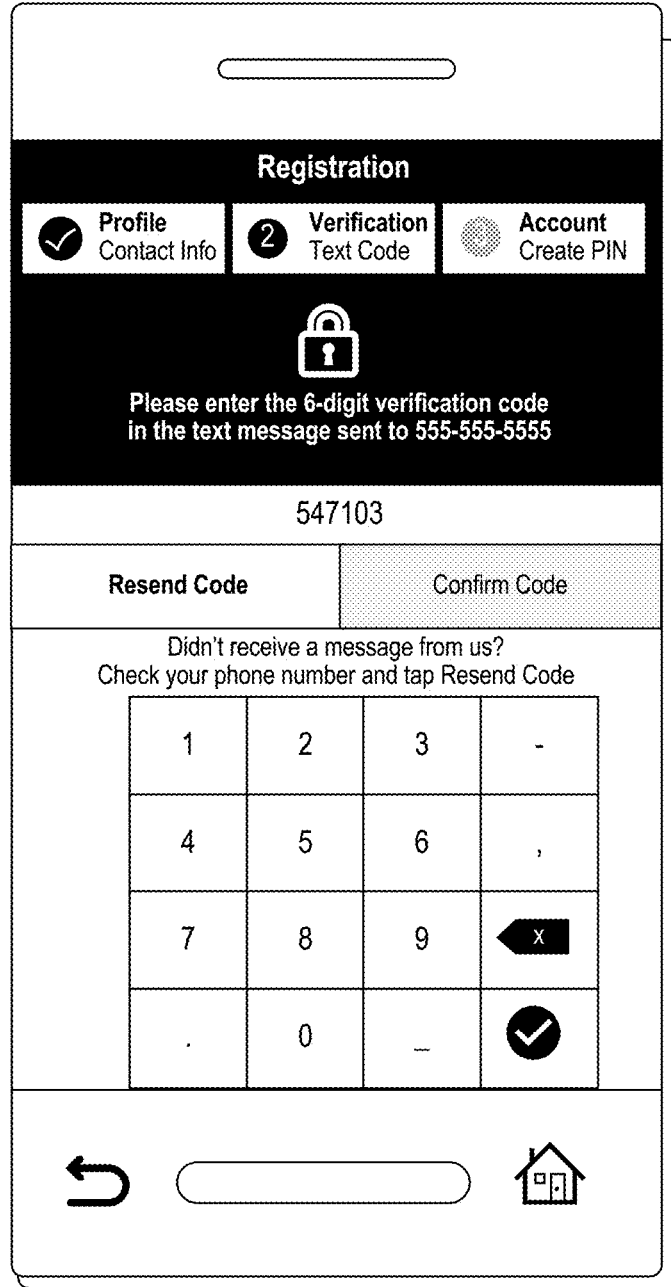 Registration
Profile
Contact Info
2
Verification
Text Code
Account
Create PIN
Please enter the 6-digit verification code
in the text message sent to 555-555-5555
547103
Resend Code
Confirm Code
Didn't receive a message from us?
Check your phone number and tap Resend Code
1 2 3 -
4 5 6 ,
7 8 9 X
. 0 _